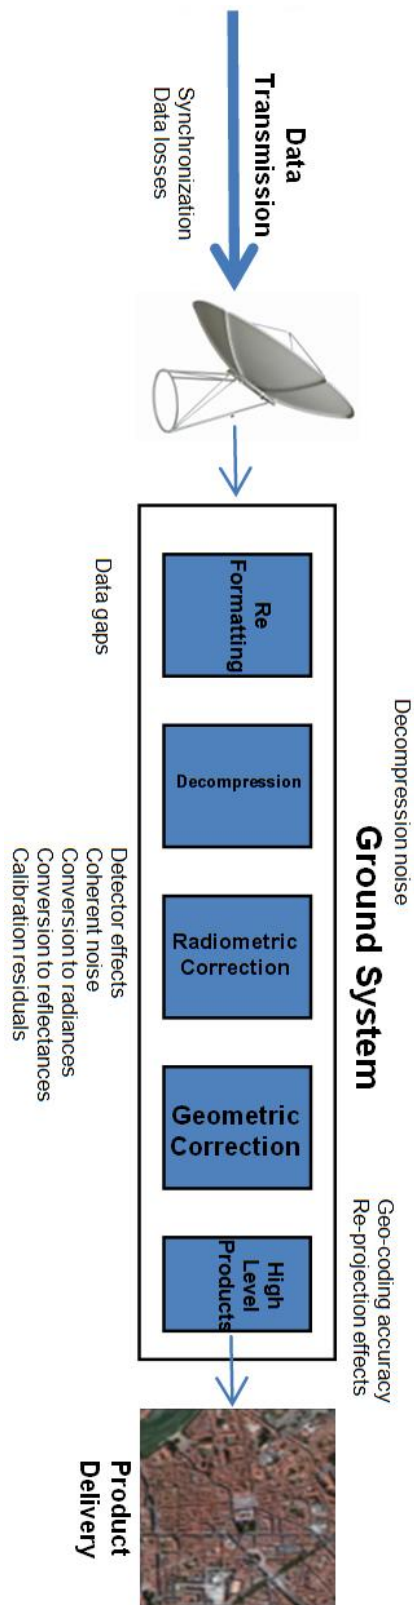 Data
Transmission
Synchronization
Data losses
Re
Formatting
Data gaps
Decompression noise
Decompression
Ground System
Radiometric
Correction
Detector effects
Coherent noise
Conversion to radiances
Conversion to reflectances
Calibration residuals
Geometric
Correction
Geo-coding accuracy
Re-projection effects
High
Level
Products
Product
Delivery